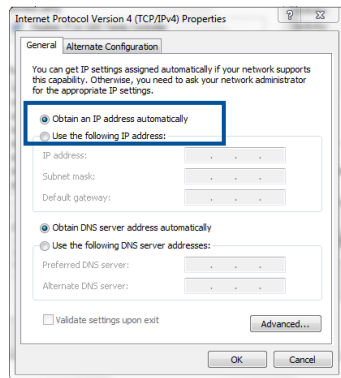 Internet Protocol Version 4 (TCP/IPv4) Properties
General
Alternate Configuration
You can get IP settings assigned automatically if your network supports
this capability. Otherwise, you need to ask your network administrator
for the appropriate IP settings.
Obtain an IP address automatically
Use the following IP address:
IP address:
Subnet mask:
Default gateway:
Obtain DNS server address automatically
Use the following DNS server addresses:
Preferred DNS server:
Alternate DNS server:
Validate settings upon exit
Advanced...
OK
Cancel